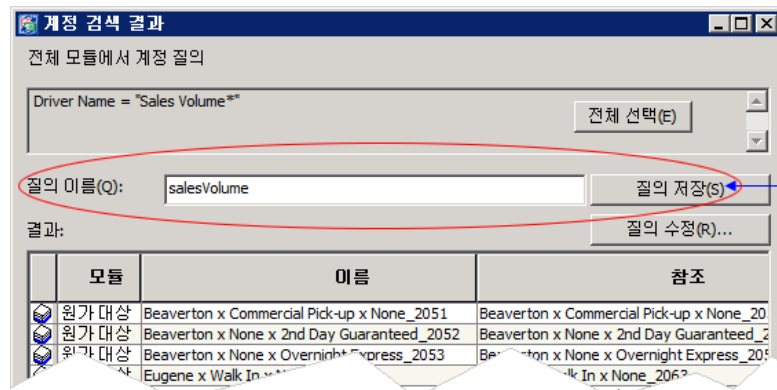 계정 검색 결과
전체 모듈에서 계정 질의
Driver Name = "Sales Volume*"
전체 선택(E)
질의 이름(Q): salesVolume 질의 저장(S)
결과: 질의 수정(R)...
모듈 이름 참조
원가 대상 Beaverton x Commercial Pick-up x None_2051 Beaverton x Commercial Pick-up x None_20
원가 대상 Beaverton x None x 2nd Day Guaranteed_2052 Beaverton x None x 2nd Day Guaranteed_2
원가 대상 Beaverton x None x Overnight Express_2053 Beaverton x None x Overnight Express_205
Eugene x Walk In x In x None_2063